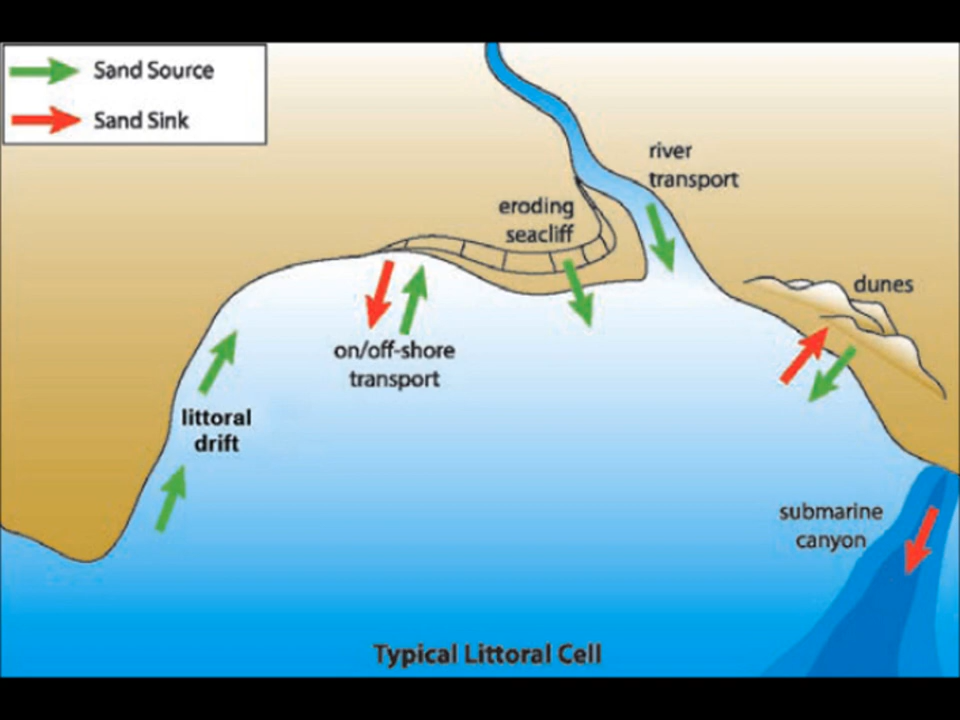 Sand Source
Sand Sink
river
transport
eroding
seacliff
dunes
on/off-shore
transport
littoral
drift
submarine
canyon
Typical Littoral Cell